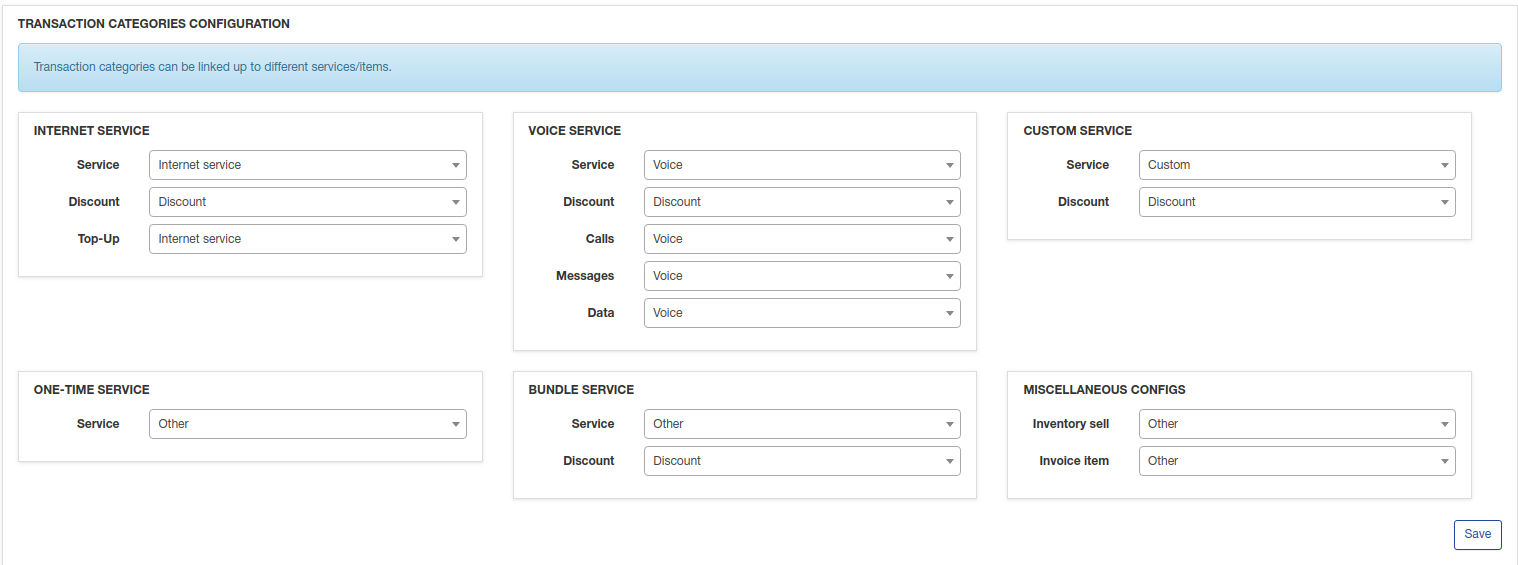 TRANSACTION CATEGORIES CONFIGURATION
Transaction categories can be linked up to different services/items.
INTERNET SERVICE
Service Internet service
Discount Discount
Top-Up Internet service
VOICE SERVICE
Service Voice
Discount Discount
Calls Voice
Messages Voice
Data Voice
CUSTOM SERVICE
Service Custom
Discount Discount
ONE-TIME SERVICE
Service Other
BUNDLE SERVICE
Service Other
Discount Discount
MISCELLANEOUS CONFIGS
Inventory sell Other
Invoice item Other
Save